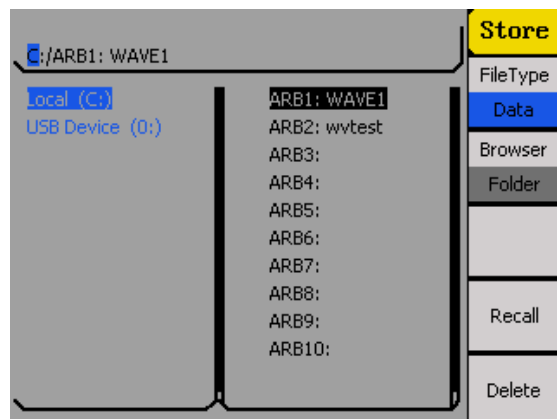 C:/ARB1: WAVE1
Local (C:)
USB Device (0:)
ARB1: WAVE1
ARB2: wvtest
ARB3:
ARB4:
ARB5:
ARB6:
ARB7:
ARB8:
ARB9:
ARB10:
Store
FileType
Data
Browser
Folder
Recall
Delete